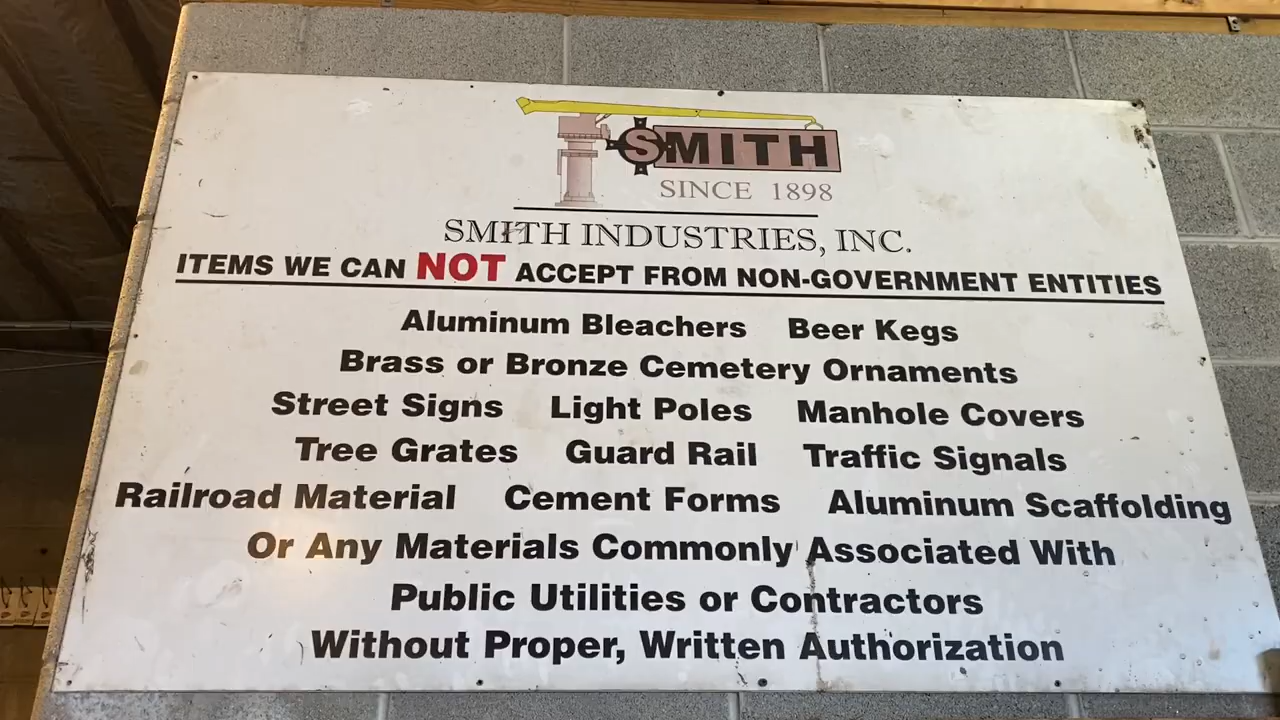 SMITH
SINCE 1898
SMITH INDUSTRIES, INC.
ITEMS WE CAN NOT ACCEPT FROM NON-GOVERNMENT ENTITIES
Aluminum Bleachers Beer Kegs
Brass or Bronze Cemetery Ornaments
Street Signs Light Poles Manhole Covers
Tree Grates Guard Rail Traffic Signals
Railroad Material Cement Forms Aluminum Scaffolding
Or Any Materials Commonly Associated With
Public Utilities or Contractors
Without Proper, Written Authorization